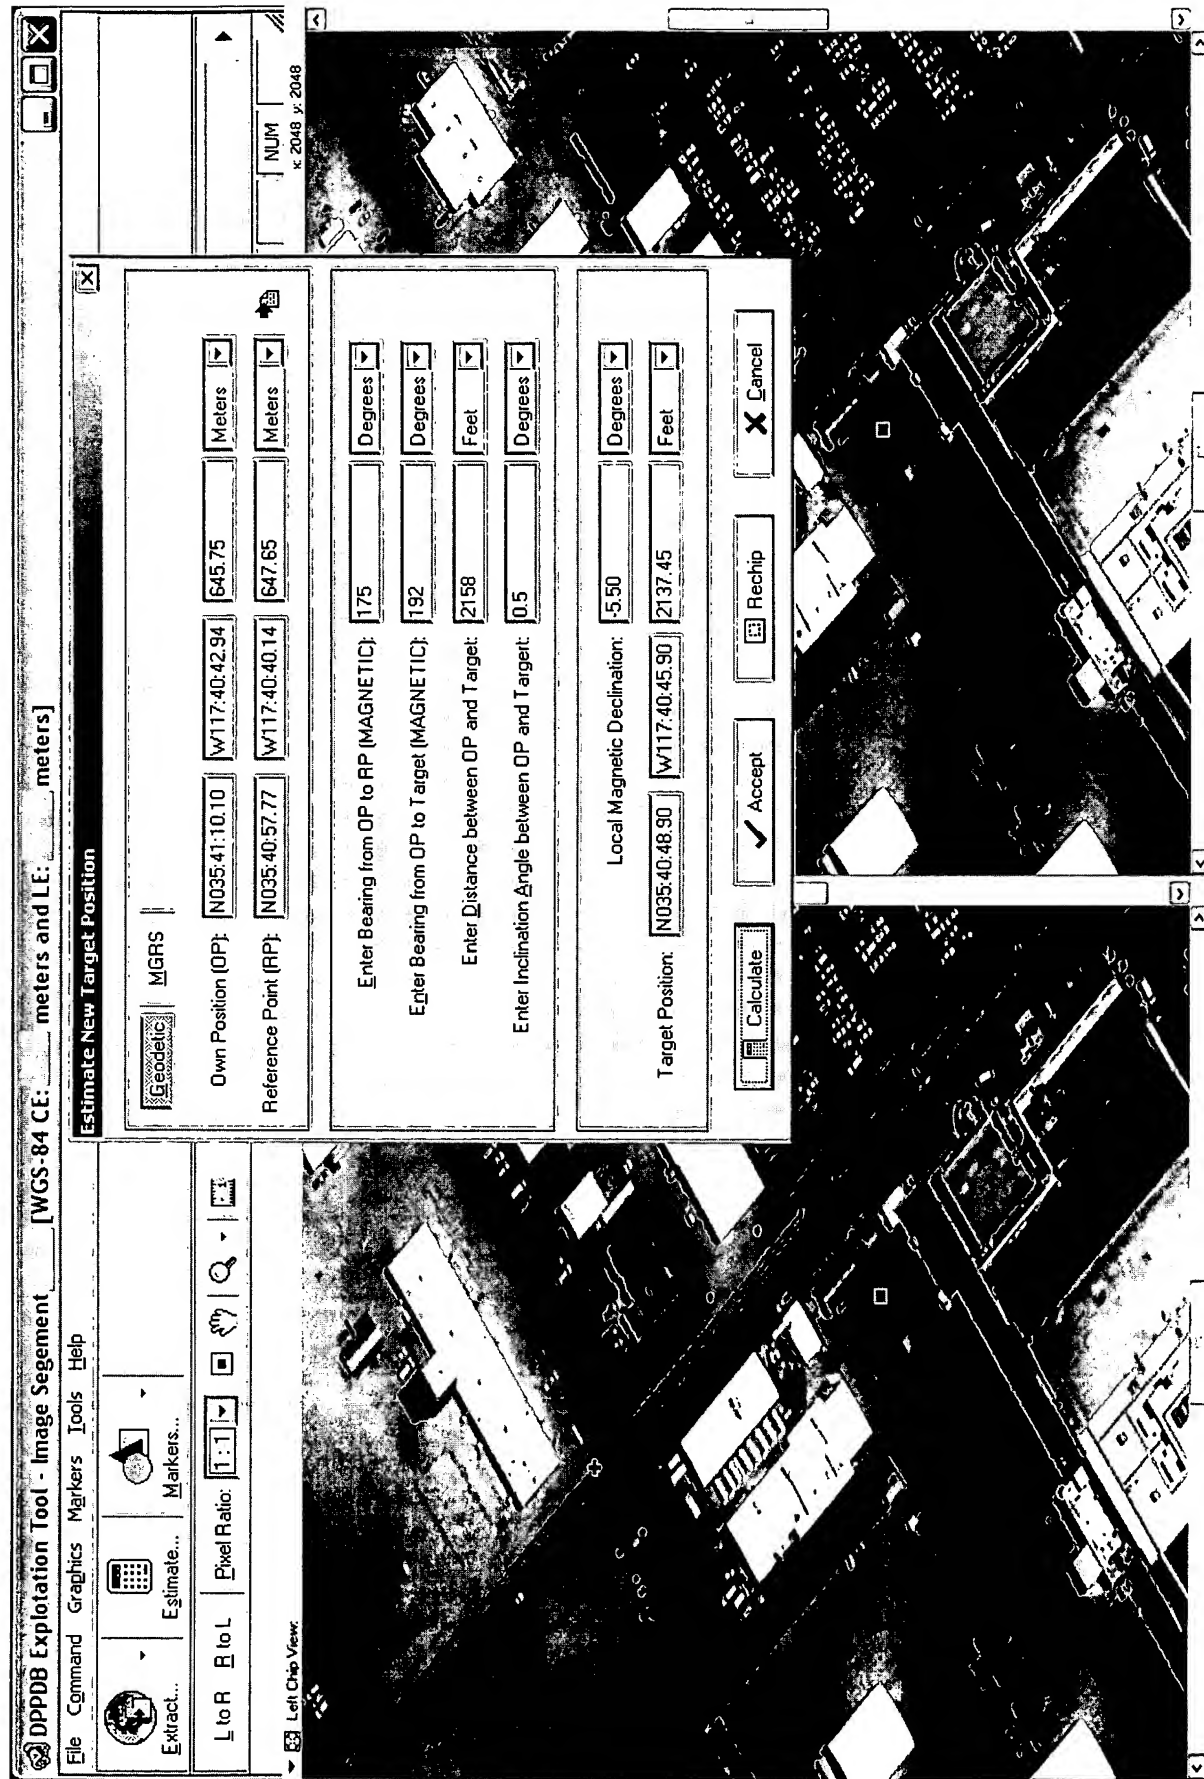 DPPDB Explotation Tool - Image Segement____ [WGS-84 CE:____ meters and LE:____ meters]
File Command Graphics Markers Tools Help
Extract... Estimate... Markers...
L to R R to L Pixel Ratio: 1 : 1
NUM
x: 2048 y: 2048
Left Chip View:
Estimate New Target Position
Geodetic MGRS
Own Position (OP): N035:41:10.10 W117:40:42.94 645.75 Meters
Reference Point (RP): N035:40:57.77 W117:40:40.14 647.65 Meters
Enter Bearing from OP to RP (MAGNETIC): 175 Degrees
Enter Bearing from OP to Target (MAGNETIC): 192 Degrees
Enter Distance between OP and Target: 2158 Feet
Enter Inclination Angle between OP and Targert: 0.5 Degrees
Local Magnetic Declination: -5.50 Degrees
Target Position: N035:40:48.90 W117:40:45.90 2137.45 Feet
Calculate Accept Rechip Cancel